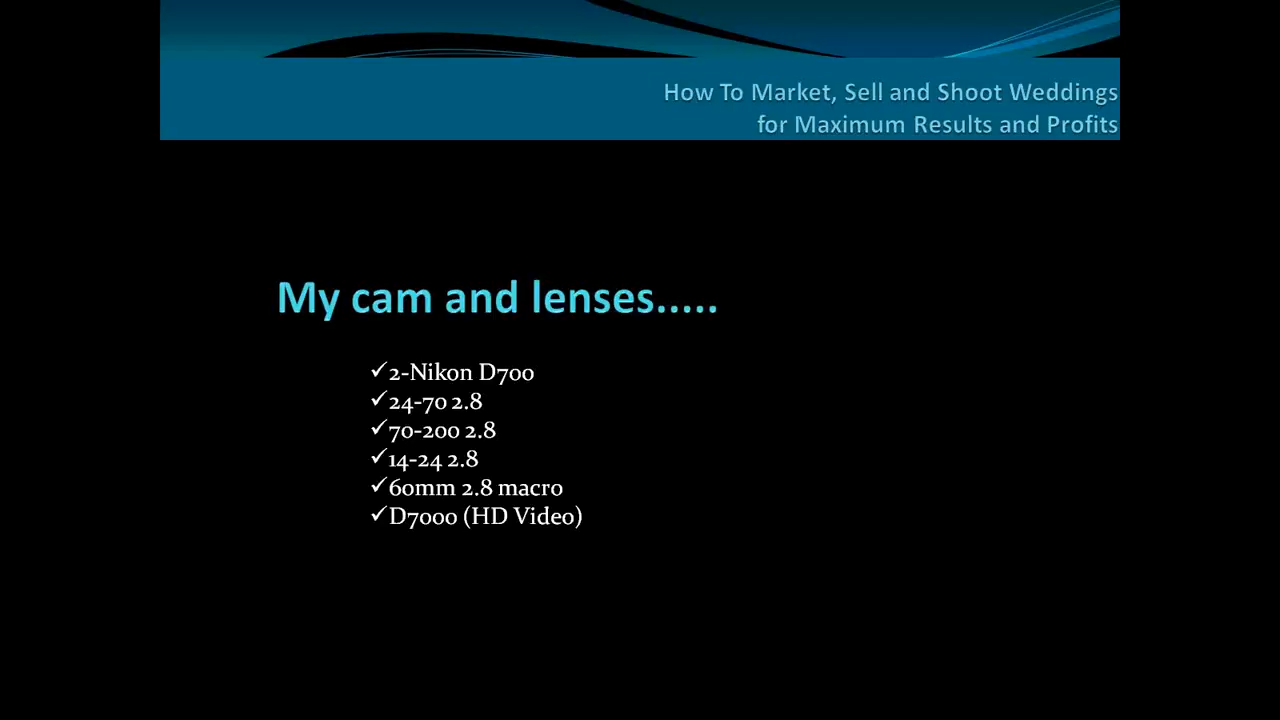 How To Market, Sell and Shoot Weddings
for Maximum Results and Profits
My cam and lenses.....
✓2-Nikon D700
✓24-70 2.8
✓70-200 2.8
✓14-24 2.8
✓60mm 2.8 macro
✓D7000 (HD Video)